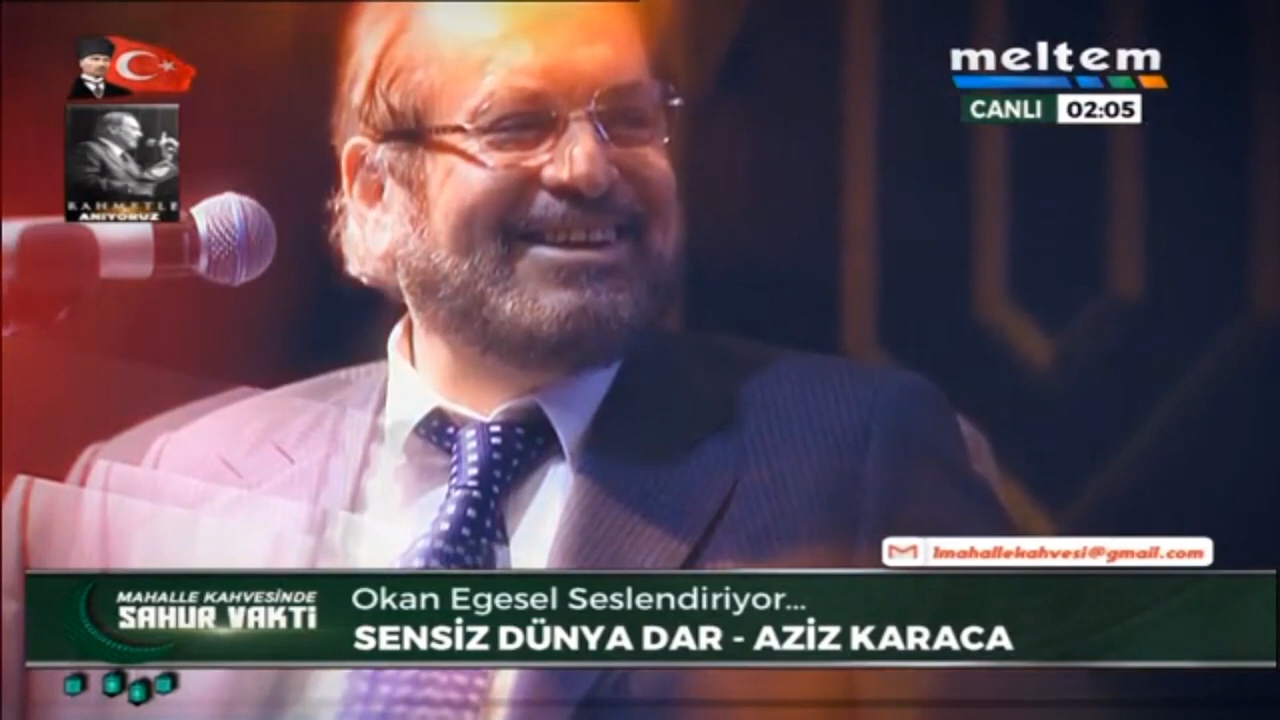 meltem
CANLI 02:05
RAHMETLE
ANIYORUZ
1mahallekahvesi@gmail.com
MAHALLE KAHVESİNDE
SAHUR VAKTİ
Okan Egesel Seslendiriyor...
SENSİZ DÜNYA DAR - AZİZ KARACA